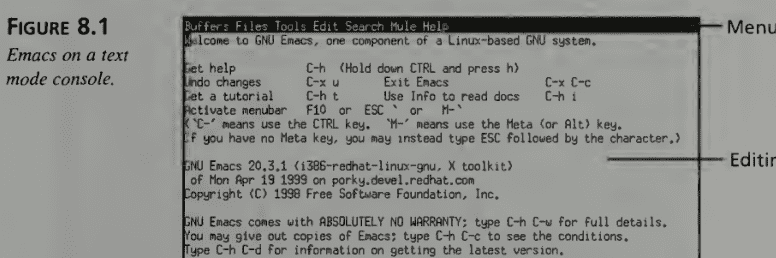 FIGURE 8.1
Emacs on a text
mode console.
Buffers Files Tools Edit Search Mule Help
Welcome to GNU Emacs, one component of a Linux-based GNU system.
Get help C-h (Hold down CTRL and press h)
Undo changes C-x u Exit Emacs C-x C-c
Get a tutorial C-h t Use Info to read docs C-h i
Activate menubar F10 or ESC ` or M-`
(`C-' means use the CTRL key. `M-' means use the Meta (or Alt) key.
If you have no Meta key, you may instead type ESC followed by the character.)
GNU Emacs 20.3.1 (i386-redhat-linux-gnu, X toolkit)
of Mon Apr 19 1999 on porky.devel.redhat.com
Copyright (C) 1998 Free Software Foundation, Inc.
GNU Emacs comes with ABSOLUTELY NO WARRANTY; type C-h C-w for full details.
You may give out copies of Emacs; type C-h C-c to see the conditions.
Type C-h C-d for information on getting the latest version.
Menu
Editin